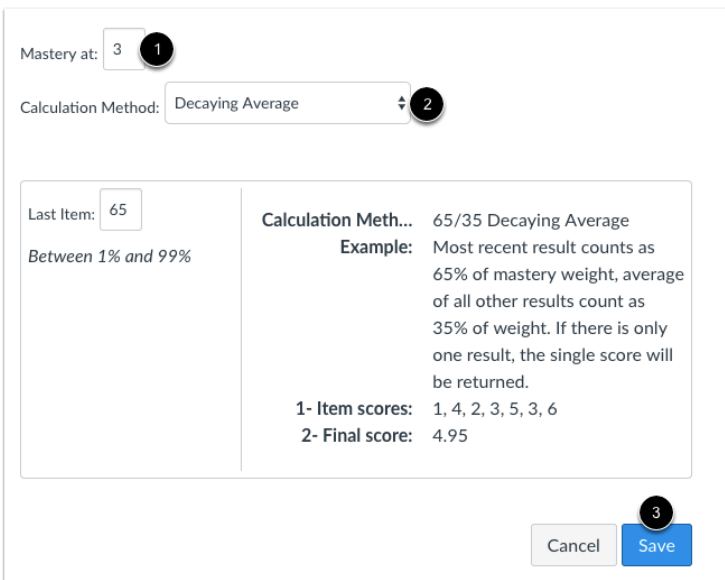 Mastery at: 3 1
Calculation Method: Decaying Average 2
Last Item: 65
Between 1% and 99%
Calculation Meth... 65/35 Decaying Average
Example: Most recent result counts as
65% of mastery weight, average
of all other results count as
35% of weight. If there is only
one result, the single score will
be returned.
1- Item scores: 1, 4, 2, 3, 5, 3, 6
2- Final score: 4.95
3
Cancel Save